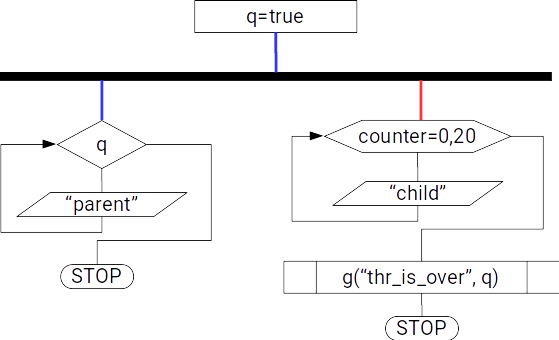 q=true
q
“parent”
STOP
counter=0,20
“child”
g(“thr_is_over”, q)
STOP